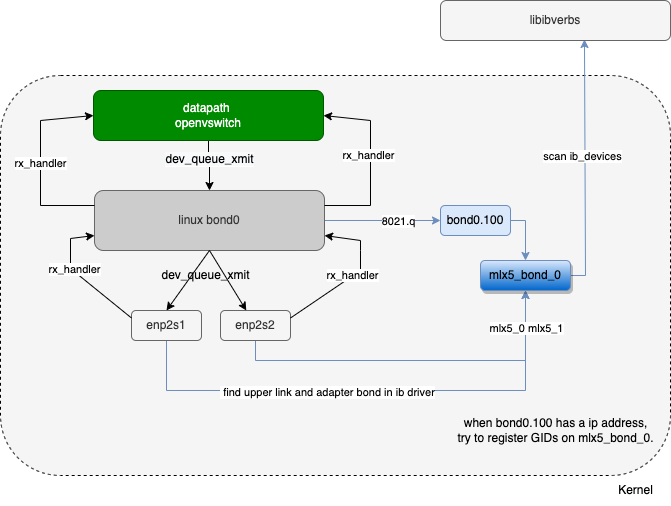 libibverbs
datapath
openvswitch
rx_handler
dev_queue_xmit
rx_handler
scan ib_devices
linux bond0
8021.q
bond0.100
rx_handler
dev_queue_xmit
rx_handler
mlx5_bond_0
enp2s1
enp2s2
mlx5_0 mlx5_1
find upper link and adapter bond in ib driver
when bond0.100 has a ip address,
try to register GIDs on mlx5_bond_0.
Kernel